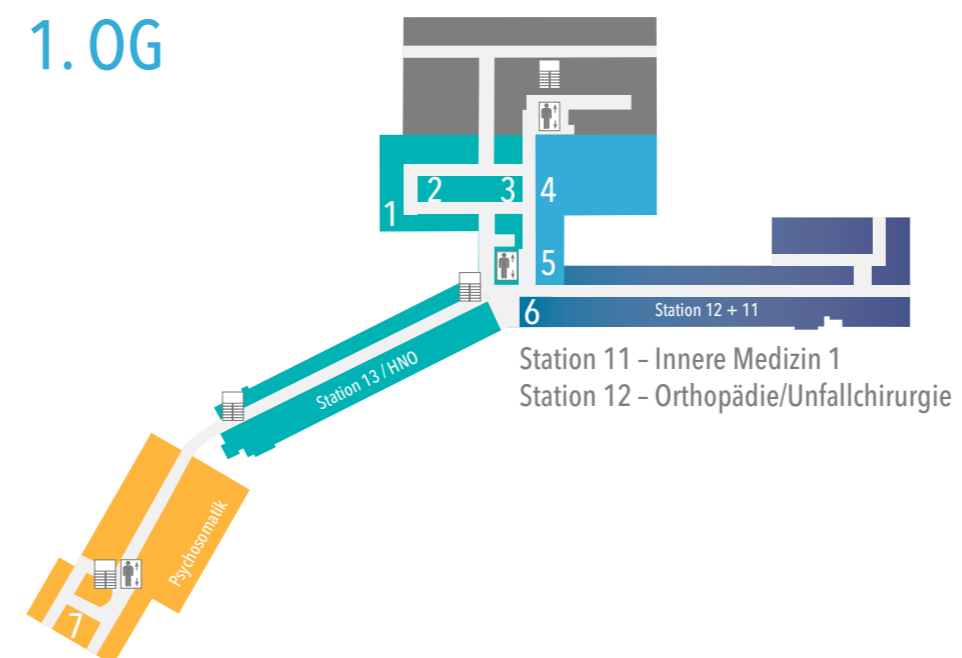 1. OG
2
3
4
1
5
6
Station 12 + 11
Station 11 – Innere Medizin 1
Station 12 – Orthopädie/Unfallchirurgie
Station 13 / HNO
Psychosomatik
7